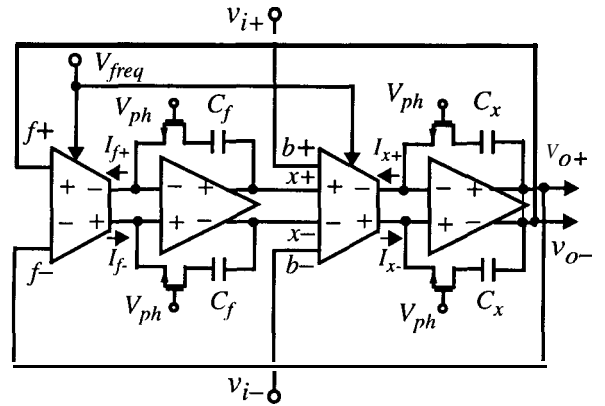 v_{i+}
V_{freq}
V_{ph} C_f
V_{ph} C_x
f+
I_{f+}
b+
x+
I_{x+}
v_{o+}
+ − − + + − − +
− + + − − + + −
f−
I_{f-}
x−
b−
I_{x-}
v_{o−}
V_{ph} C_f
V_{ph} C_x
v_{i−}